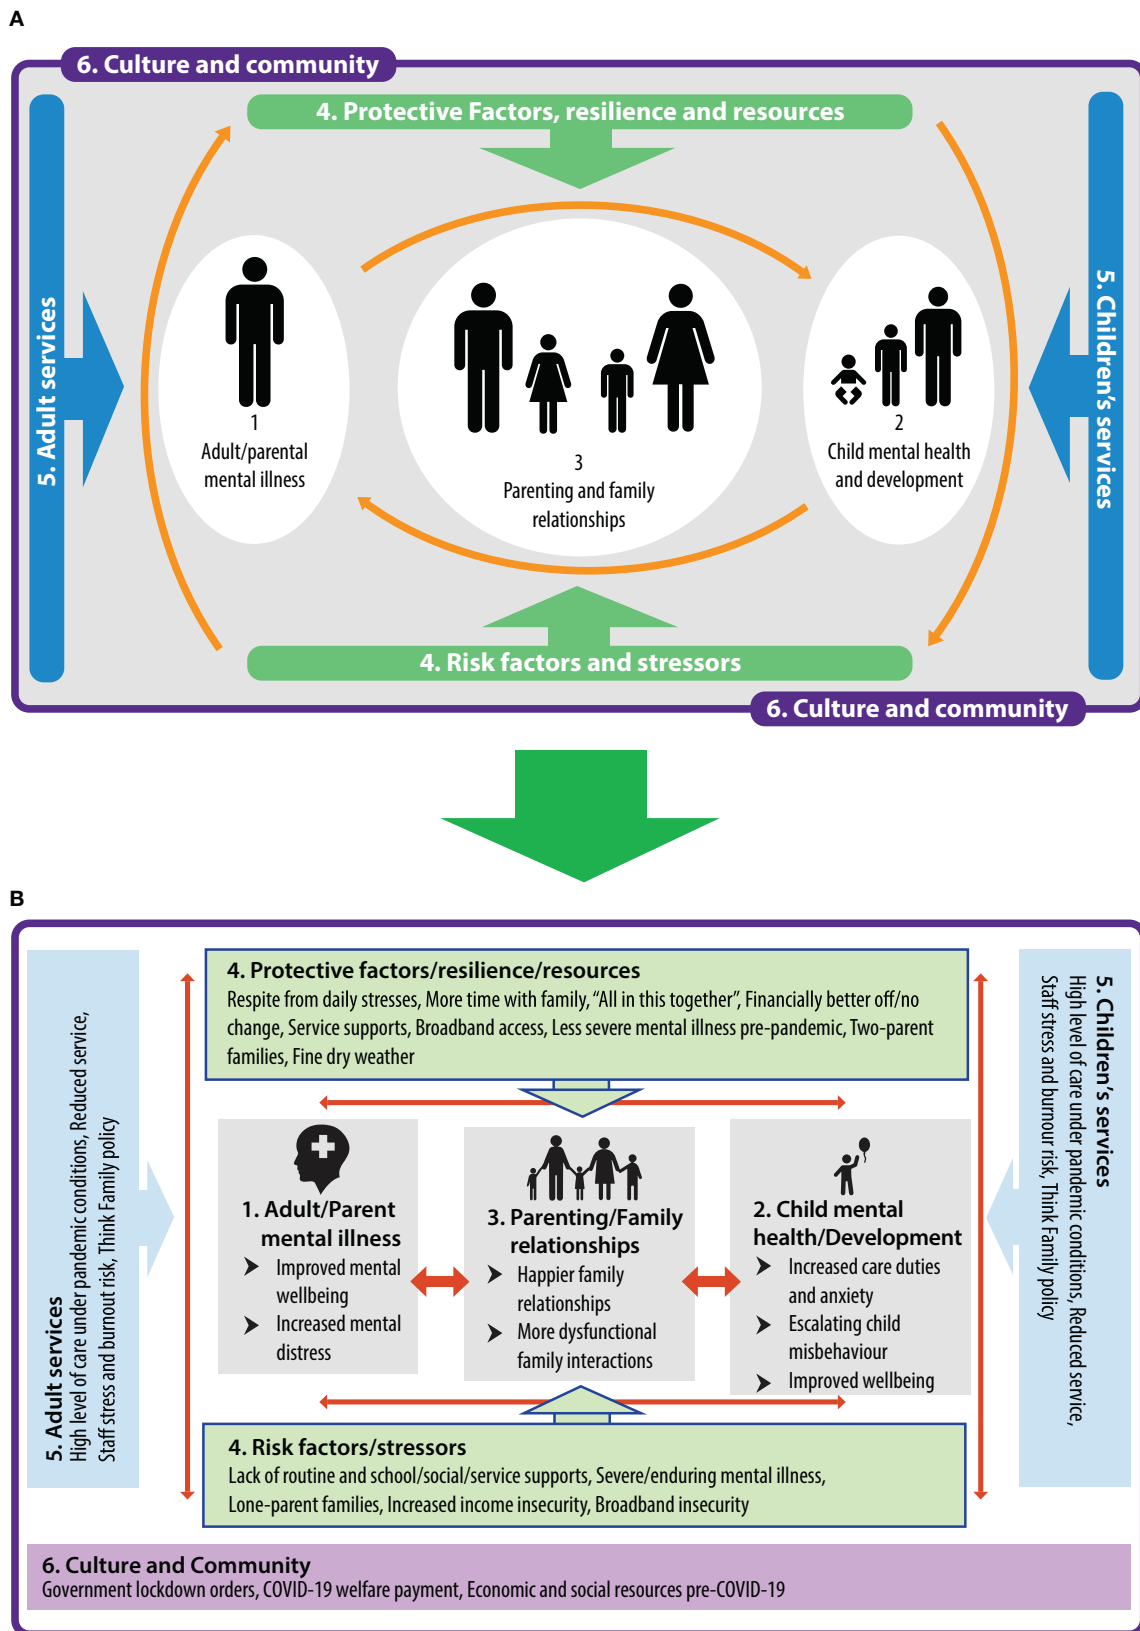 A
6. Culture and community
4. Protective Factors, resilience and resources
5. Adult services
5. Children's services
1
Adult/parental
mental illness
3
Parenting and family
relationships
2
Child mental health
and development
4. Risk factors and stressors
6. Culture and community
B
4. Protective factors/resilience/resources
Respite from daily stresses, More time with family, “All in this together”, Financially better off/no
change, Service supports, Broadband access, Less severe mental illness pre-pandemic, Two-parent
families, Fine dry weather
5. Adult services
High level of care under pandemic conditions, Reduced service,
Staff stress and burnout risk, Think Family policy
5. Children's services
High level of care under pandemic conditions, Reduced service,
Staff stress and burnour risk, Think Family policy
1. Adult/Parent
mental illness
Improved mental
wellbeing
Increased mental
distress
3. Parenting/Family
relationships
Happier family
relationships
More dysfunctional
family interactions
2. Child mental
health/Development
Increased care duties
and anxiety
Escalating child
misbehaviour
Improved wellbeing
4. Risk factors/stressors
Lack of routine and school/social/service supports, Severe/enduring mental illness,
Lone-parent families, Increased income insecurity, Broadband insecurity
6. Culture and Community
Government lockdown orders, COVID-19 welfare payment, Economic and social resources pre-COVID-19